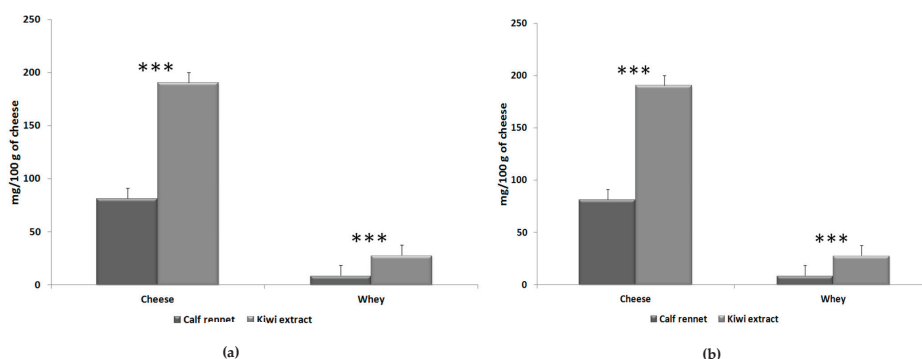 250
200
150
100
50
0
mg/100 g of cheese
***
***
Cheese
Whey
Calf rennet
Kiwi extract
(a)
250
200
150
100
50
0
mg/100 g of cheese
***
***
Cheese
Whey
Calf rennet
Kiwi extract
(b)